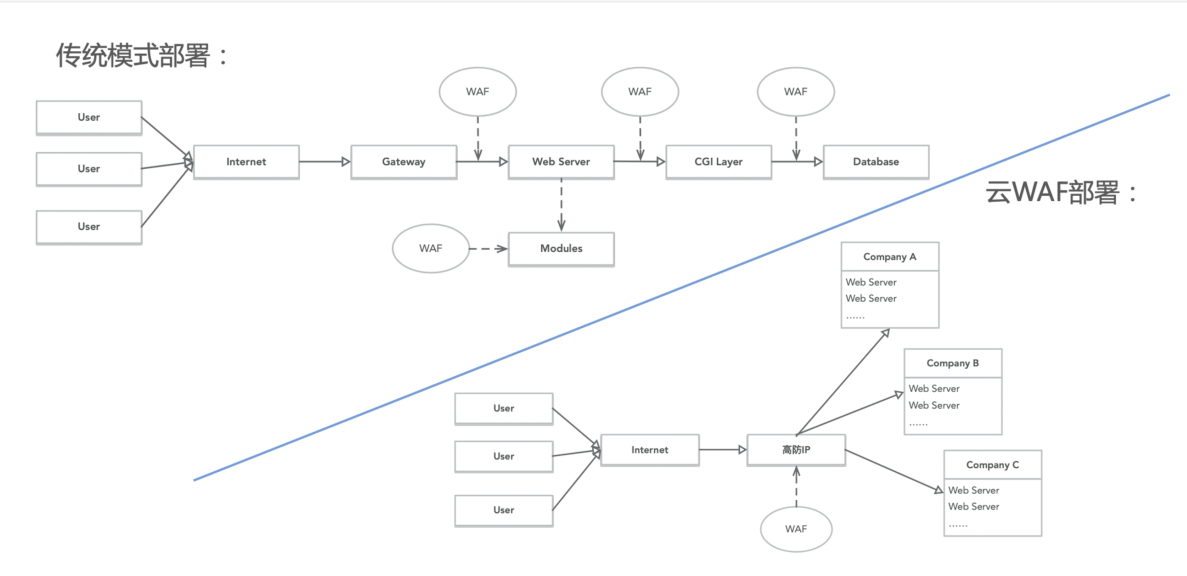 传统模式部署：
WAF
WAF
WAF
User
User
User
Internet
Gateway
Web Server
CGI Layer
Database
WAF
Modules
云WAF部署：
Company A
Web Server
Web Server
......
Company B
Web Server
Web Server
......
User
User
User
Internet
高防IP
Company C
Web Server
Web Server
......
WAF